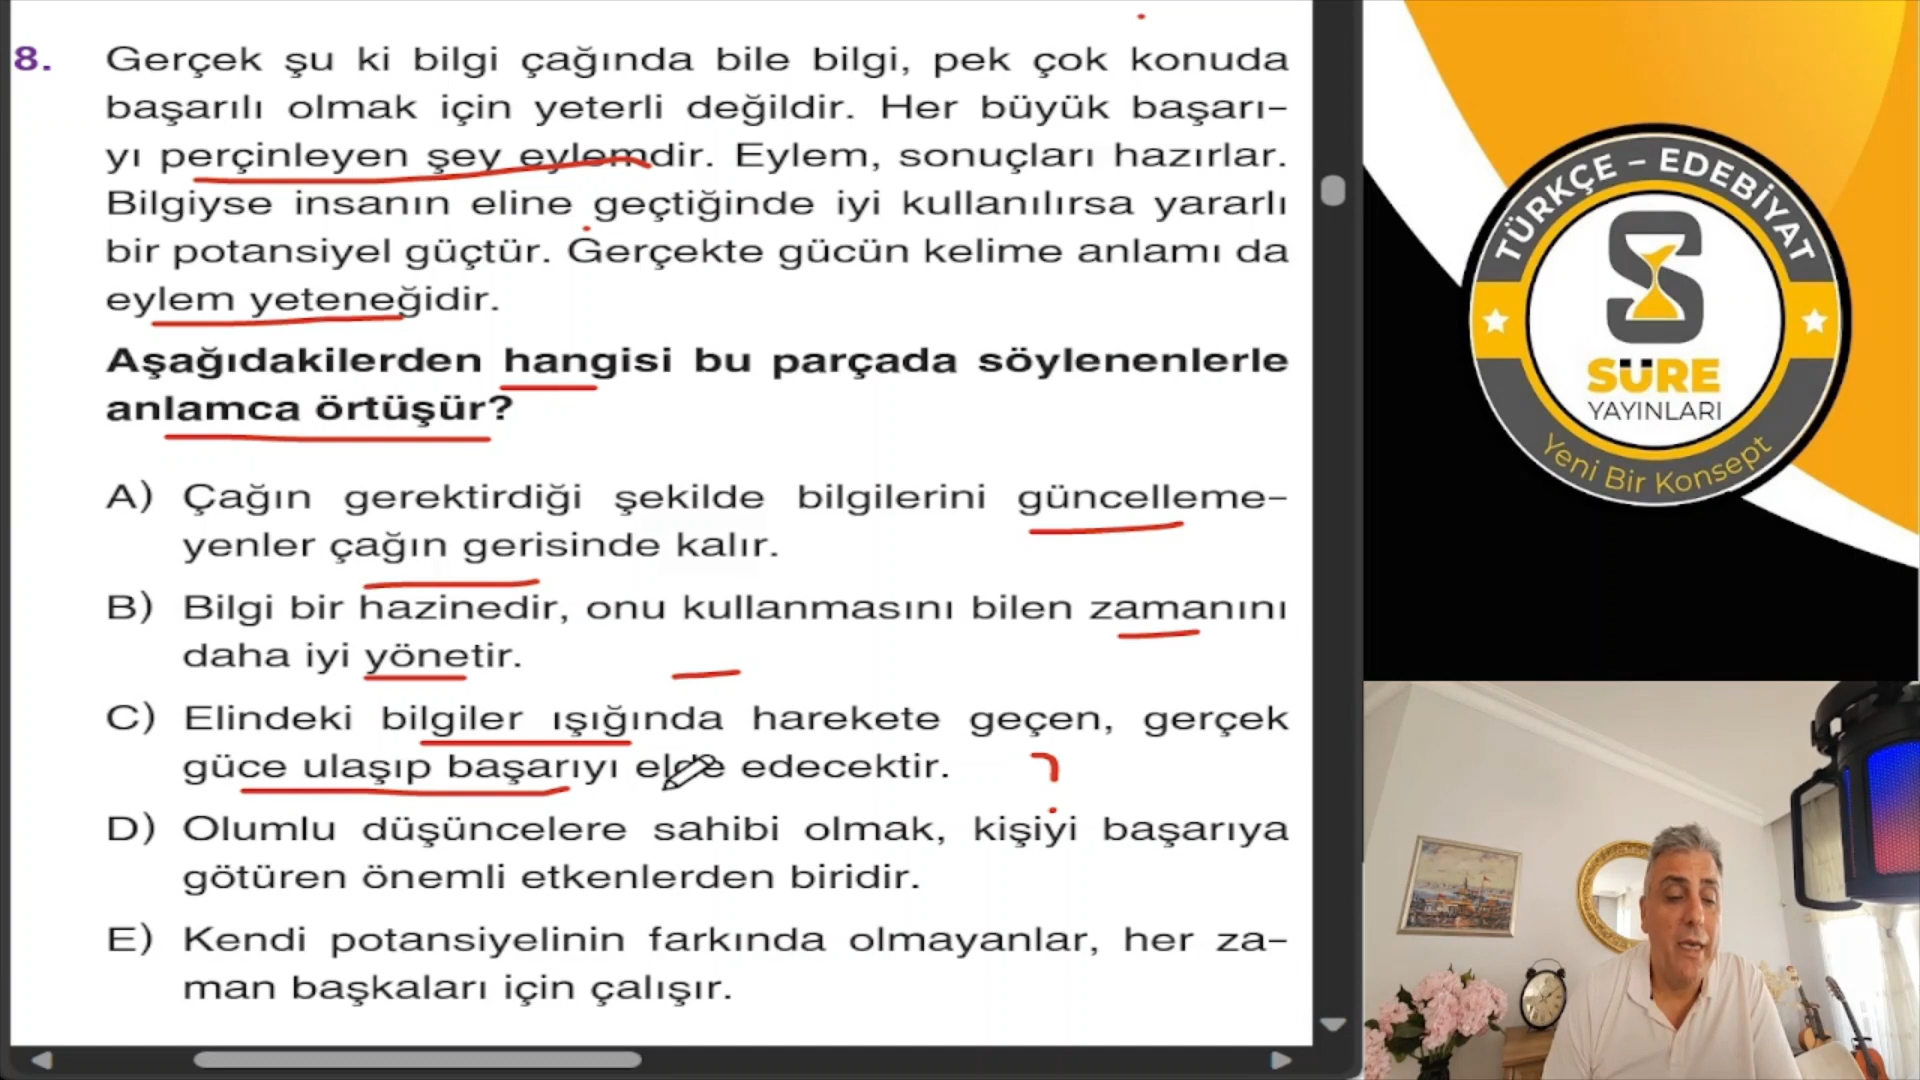 8. Gerçek şu ki bilgi çağında bile bilgi, pek çok konuda
başarılı olmak için yeterli değildir. Her büyük başarı-
yı perçinleyen şey eylemdir. Eylem, sonuçları hazırlar.
Bilgiyse insanın eline geçtiğinde iyi kullanılırsa yararlı
bir potansiyel güçtür. Gerçekte gücün kelime anlamı da
eylem yeteneğidir.
Aşağıdakilerden hangisi bu parçada söylenenlerle
anlamca örtüşür?
A) Çağın gerektirdiği şekilde bilgilerini güncelleme-
yenler çağın gerisinde kalır.
B) Bilgi bir hazinedir, onu kullanmasını bilen zamanını
daha iyi yönetir.
C) Elindeki bilgiler ışığında harekete geçen, gerçek
güce ulaşıp başarıyı elde edecektir.
D) Olumlu düşüncelere sahibi olmak, kişiyi başarıya
götüren önemli etkenlerden biridir.
E) Kendi potansiyelinin farkında olmayanlar, her za-
man başkaları için çalışır.
TÜRKÇE – EDEBİYAT
SÜRE
YAYINLARI
Yeni Bir Konsept